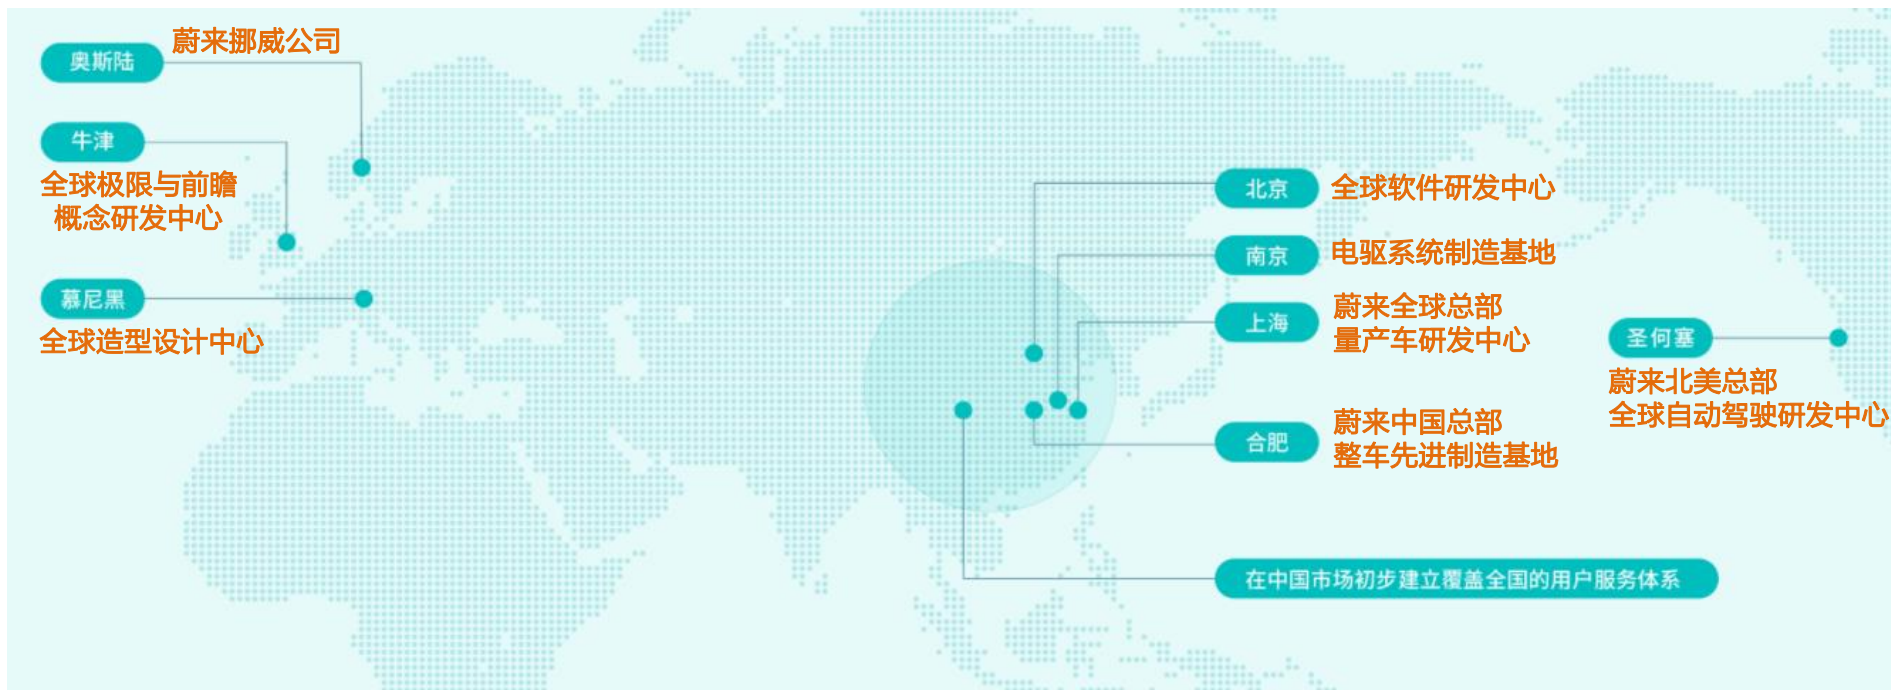 奥斯陆
蔚来挪威公司
牛津
全球极限与前瞻
概念研发中心
慕尼黑
全球造型设计中心
北京
全球软件研发中心
南京
电驱系统制造基地
上海
蔚来全球总部
量产车研发中心
合肥
蔚来中国总部
整车先进制造基地
在中国市场初步建立覆盖全国的用户服务体系
圣何塞
蔚来北美总部
全球自动驾驶研发中心